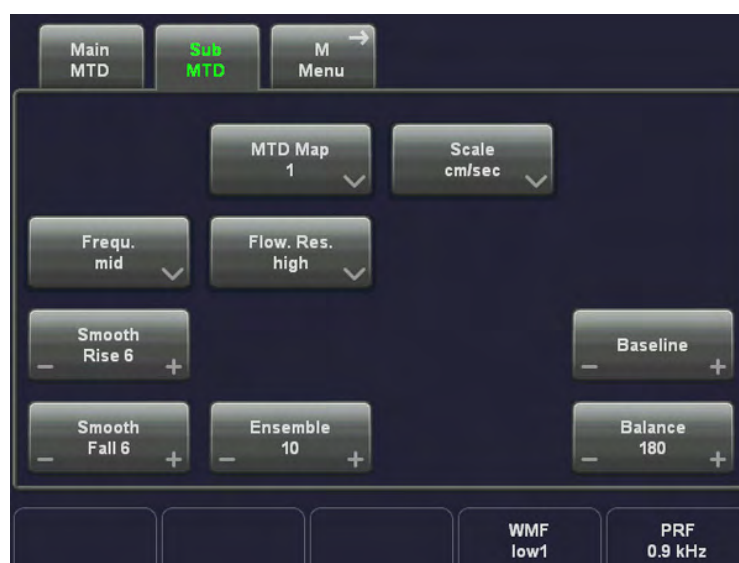 Main
MTD
Sub
MTD
M
Menu
MTD Map
1
Scale
cm/sec
Frequ.
mid
Flow. Res.
high
Smooth
Rise 6
Baseline
Smooth
Fall 6
Ensemble
10
Balance
180
WMF
low1
PRF
0.9 kHz